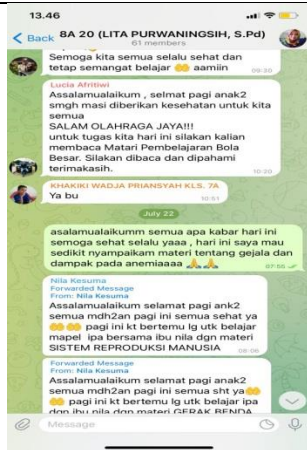 13.46
Back
8A 20 (LITA PURWANINGSIH, S.Pd)
61 members
Semoga kita semua selalu sehat dan
tetap semangat belajar 🤲 aamiin
09:30
Lucia Afritiwi
Assalamualaikum , selmat pagi anak2
smgh masi diberikan kesehatan untuk kita
semua
SALAM OLAHRAGA JAYA!!!
untuk tugas kita hari ini silakan kalian
membaca Matari Pembelajaran Bola
Besar. Silakan dibaca dan dipahami
terimakasih.
10:20
KHAKIKI WADJA PRIANSYAH KLS. 7A
Ya bu
10:51
July 22
asalamualaikumm semua apa kabar hari ini
semoga sehat selalu yaaa , hari ini saya mau
sedikit nyampaikam materi tentang gejala dan
dampak pada anemiaaaa 🙏🙏
07:55
Nila Kesuma
Forwarded Message
From: Nila Kesuma
Assalamualaikum selamat pagi ank2
semua mdh2an pagi ini semua sehat ya
🤲🤲 pagi ini kt bertemu lg utk belajar
mapel ipa bersama ibu nila dgn materi
SISTEM REPRODUKSI MANUSIA
08:06
Forwarded Message
From: Nila Kesuma
Assalamualaikum selamat pagi anak2
semua mdh2an pagi ini semua sht ya🤲
🤲 pagi ini kt bertemu lg utk belajar ipa
dgn ibu nila dgn materi GERAK BENDA
Message